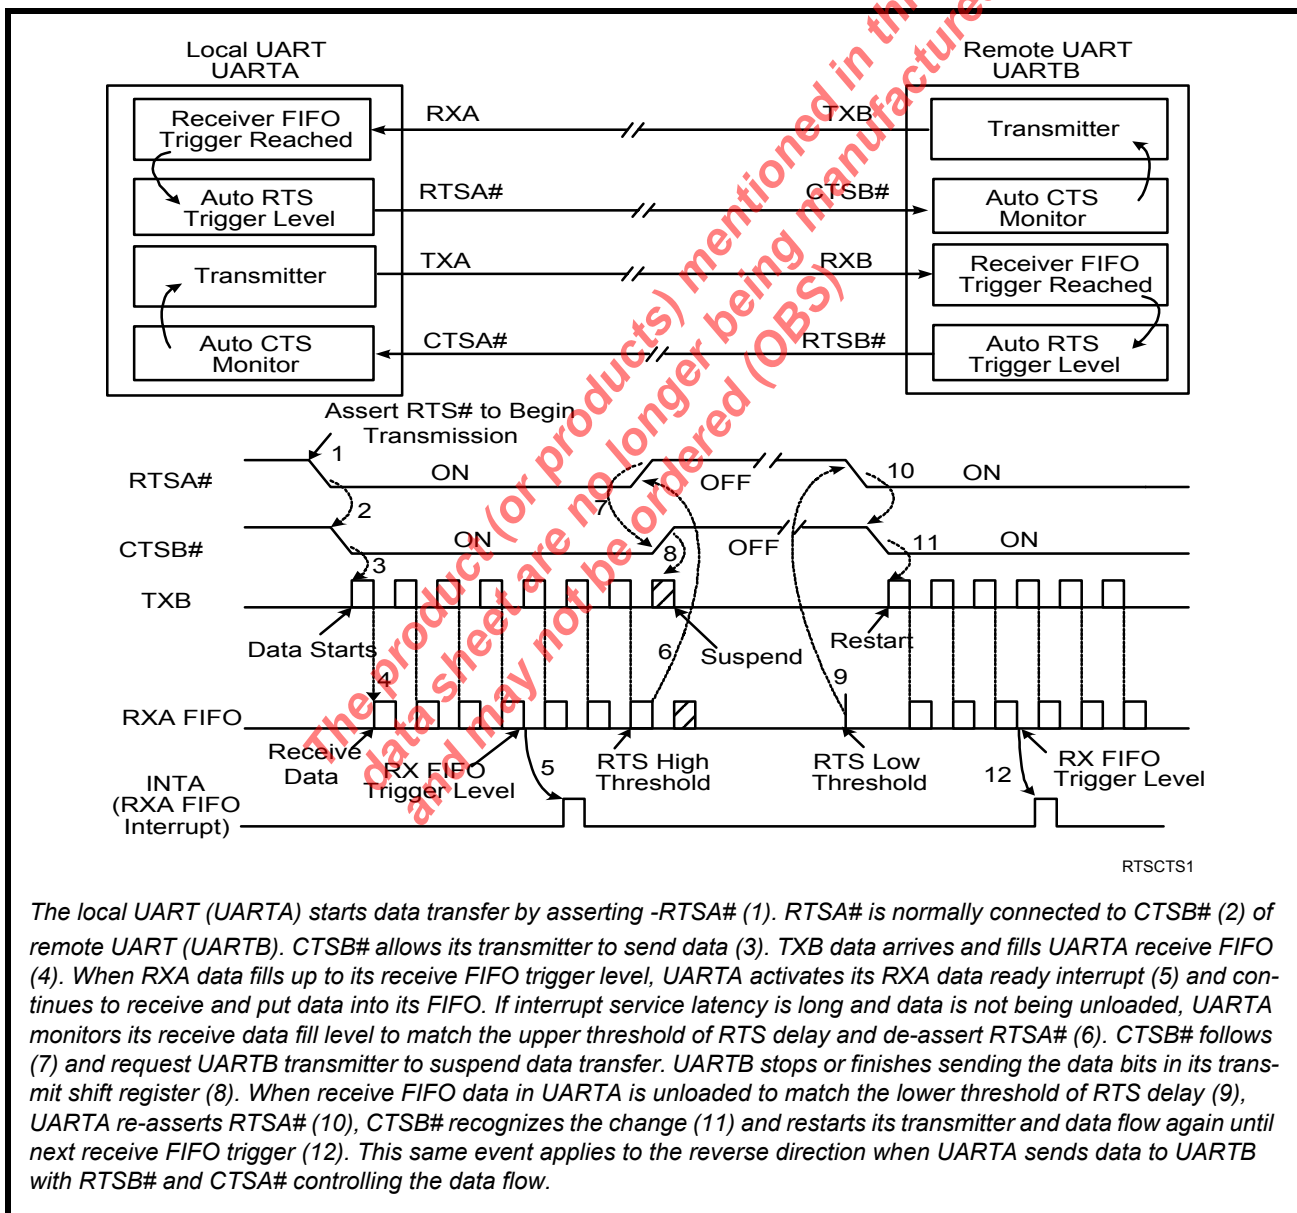 Local UART
UARTA
Remote UART
UARTB
Receiver FIFO
Trigger Reached
RXA
TXB
Transmitter
Auto RTS
Trigger Level
RTSA#
CTSB#
Auto CTS
Monitor
Transmitter
TXA
RXB
Receiver FIFO
Trigger Reached
Auto CTS
Monitor
CTSA#
RTSB#
Auto RTS
Trigger Level
Assert RTS# to Begin
Transmission
1
RTSA#
ON
OFF
10
ON
2
7
CTSB#
ON
8
OFF
11
ON
3
TXB
Data Starts
6
Suspend
Restart
4
9
RXA FIFO
Receive
Data
RX FIFO
Trigger Level
5
RTS High
Threshold
RTS Low
Threshold
12
RX FIFO
Trigger Level
INTA
(RXA FIFO
Interrupt)
RTSCTS1
The product (or products) mentioned in th
data sheet are no longer being manufacture
and may not be ordered (OBS)
The local UART (UARTA) starts data transfer by asserting -RTSA# (1). RTSA# is normally connected to CTSB# (2) of
remote UART (UARTB). CTSB# allows its transmitter to send data (3). TXB data arrives and fills UARTA receive FIFO
(4). When RXA data fills up to its receive FIFO trigger level, UARTA activates its RXA data ready interrupt (5) and con-
tinues to receive and put data into its FIFO. If interrupt service latency is long and data is not being unloaded, UARTA
monitors its receive data fill level to match the upper threshold of RTS delay and de-assert RTSA# (6). CTSB# follows
(7) and request UARTB transmitter to suspend data transfer. UARTB stops or finishes sending the data bits in its trans-
mit shift register (8). When receive FIFO data in UARTA is unloaded to match the lower threshold of RTS delay (9),
UARTA re-asserts RTSA# (10), CTSB# recognizes the change (11) and restarts its transmitter and data flow again until
next receive FIFO trigger (12). This same event applies to the reverse direction when UARTA sends data to UARTB
with RTSB# and CTSA# controlling the data flow.